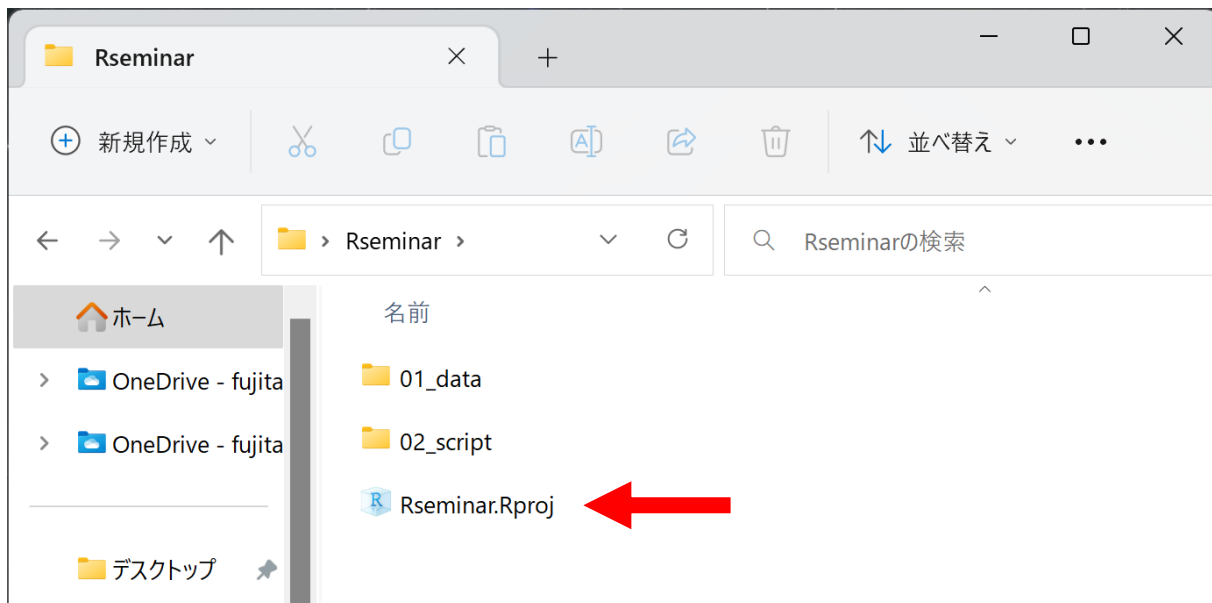 Rseminar
新規作成
並べ替え
Rseminar
Rseminarの検索
ホーム
名前
OneDrive - fujita
01_data
OneDrive - fujita
02_script
Rseminar.Rproj
デスクトップ